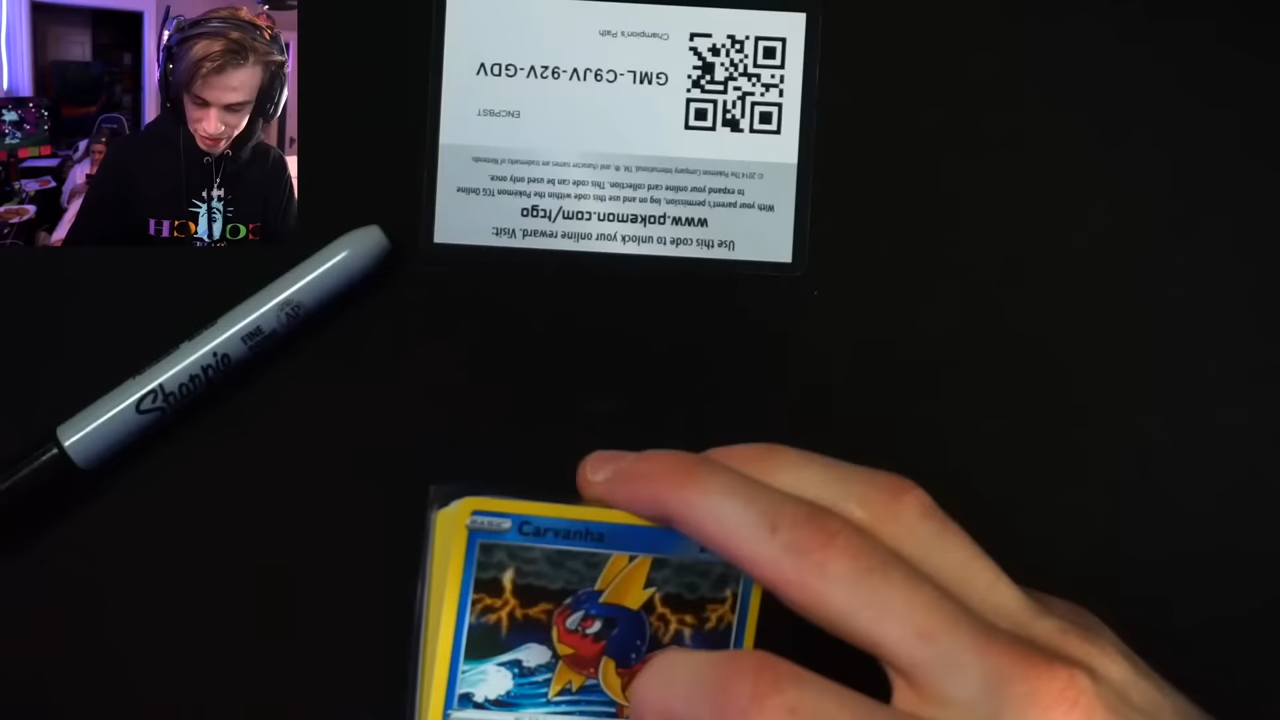 Use this code to unlock your online reward. Visit:
www.pokemon.com/tcgo
With your parent's permission, log on and use this code within the Pokémon TCG Online
to expand your online card collection. This code can be used only once.
© 2014 The Pokémon Company International. TM, ®, and character names are trademarks of Nintendo.
ENCPBST
GML-C9JV-92V-GDV
Champion's Path
Sharpie
FINE
AP
BASIC
Carvanha